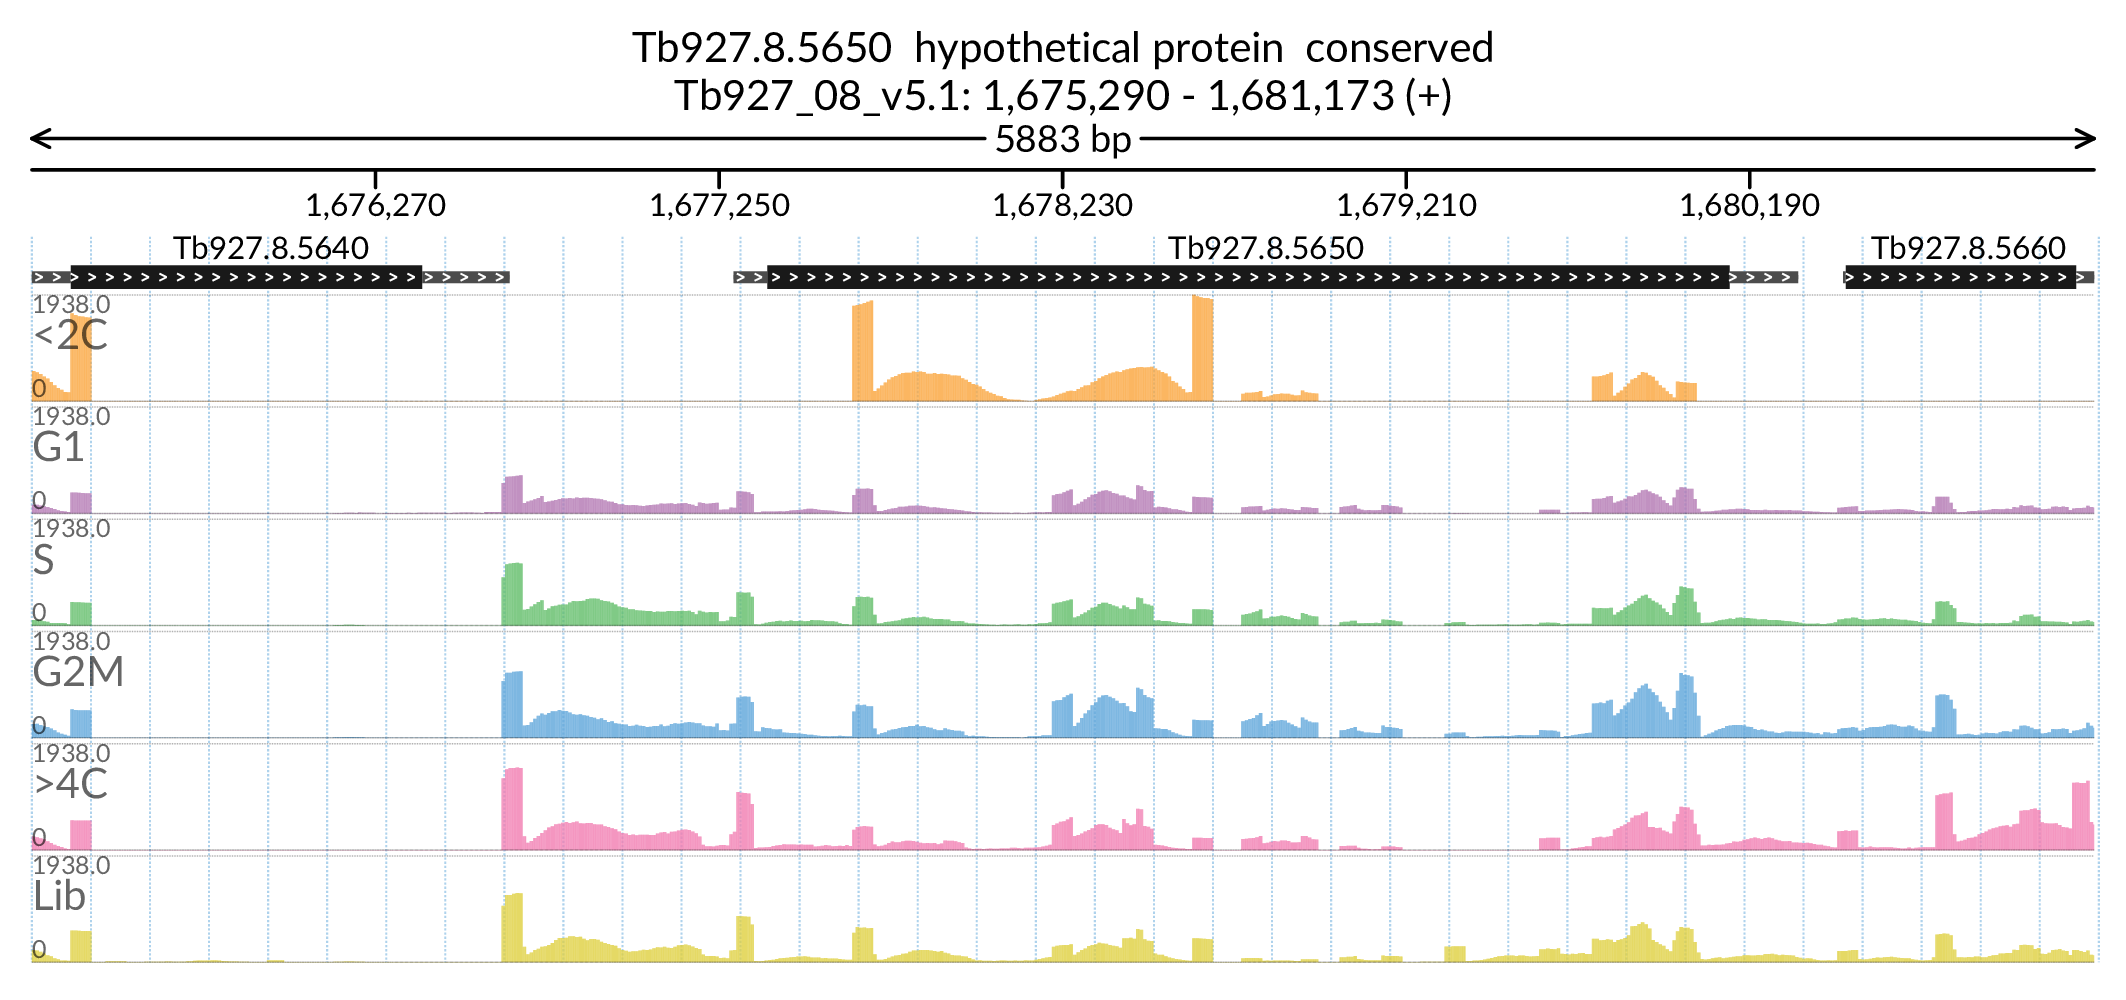 Tb927.8.5650  hypothetical protein  conserved
Tb927_08_v5.1: 1,675,290 - 1,681,173 (+)
5883 bp
1,676,270 1,677,250 1,678,230 1,679,210 1,680,190
Tb927.8.5640 Tb927.8.5650 Tb927.8.5660
1938.0
<2C
0
1938.0
G1
0
1938.0
S
0
1938.0
G2M
0
1938.0
>4C
0
1938.0
Lib
0